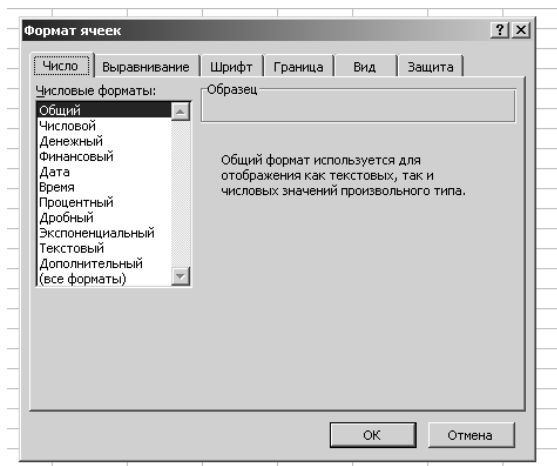 Формат ячеек
? X
Число Выравнивание Шрифт Граница Вид Защита
Числовые форматы:
Общий
Числовой
Денежный
Финансовый
Дата
Время
Процентный
Дробный
Экспоненциальный
Текстовый
Дополнительный
(все форматы)
Образец
Общий формат используется для
отображения как текстовых, так и
числовых значений произвольного типа.
OK Отмена